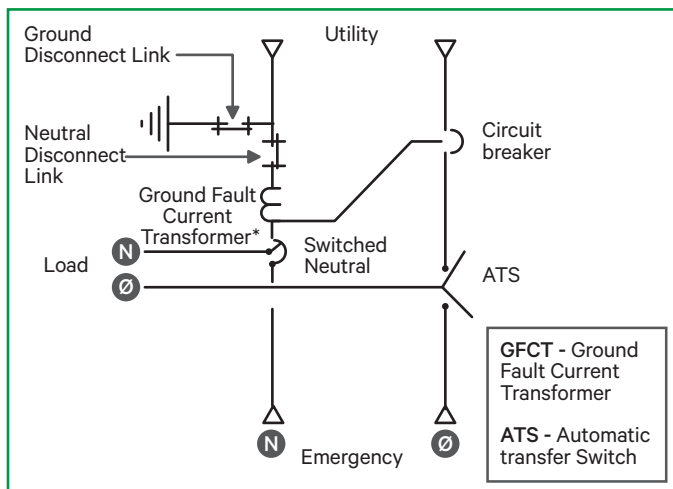 Ground
Disconnect Link
Utility
Neutral
Disconnect
Link
Circuit
breaker
Ground Fault
Current
Transformer*
Switched
Neutral
Load
N
Ø
ATS
GFCT - Ground
Fault Current
Transformer
ATS - Automatic
transfer Switch
N
Emergency
Ø